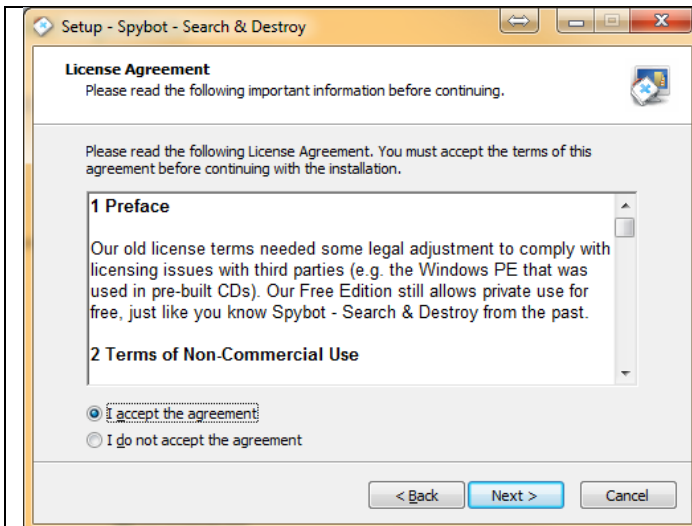 Setup - Spybot - Search & Destroy
License Agreement
Please read the following important information before continuing.
Please read the following License Agreement. You must accept the terms of this
agreement before continuing with the installation.
1 Preface
Our old license terms needed some legal adjustment to comply with
licensing issues with third parties (e.g. the Windows PE that was
used in pre-built CDs). Our Free Edition still allows private use for
free, just like you know Spybot - Search & Destroy from the past.
2 Terms of Non-Commercial Use
I accept the agreement
I do not accept the agreement
< Back
Next >
Cancel